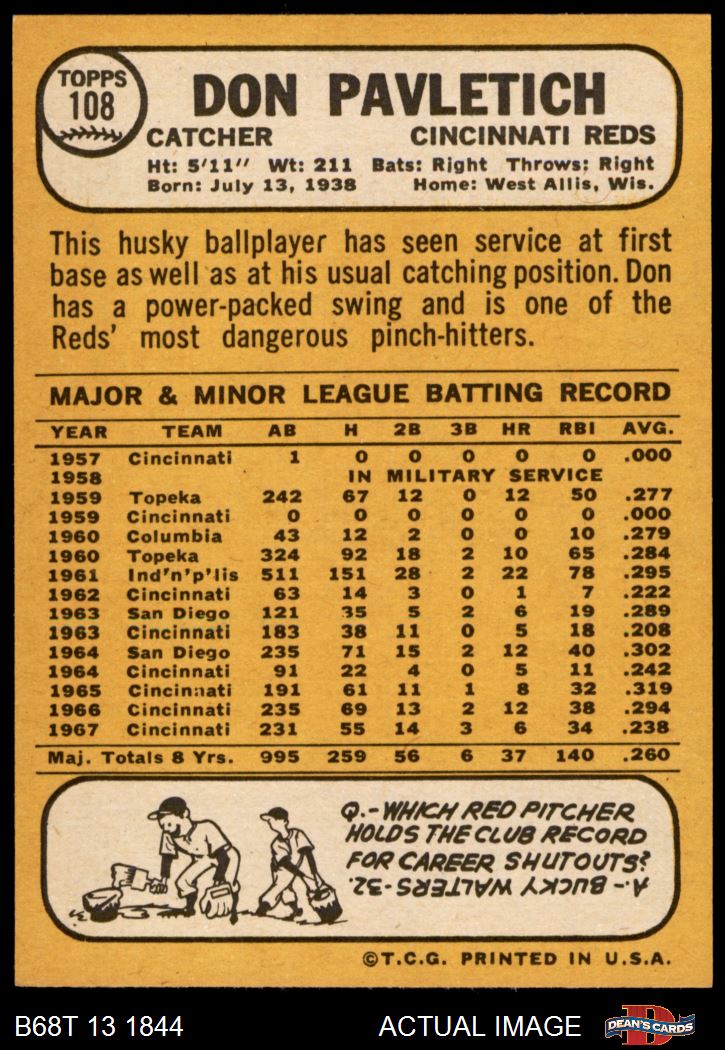 TOPPS
108
DON PAVLETICH
CATCHER CINCINNATI REDS
Ht: 5'11" Wt: 211 Bats: Right Throws: Right
Born: July 13, 1938 Home: West Allis, Wis.
This husky ballplayer has seen service at first
base as well as at his usual catching position. Don
has a power-packed swing and is one of the
Reds' most dangerous pinch-hitters.
MAJOR & MINOR LEAGUE BATTING RECORD
YEAR TEAM AB H 2B 3B HR RBI AVG.
1957 Cincinnati 1 0 0 0 0 0 .000
1958 IN MILITARY SERVICE
1959 Topeka 242 67 12 0 12 50 .277
1959 Cincinnati 0 0 0 0 0 0 .000
1960 Columbia 43 12 2 0 0 10 .279
1960 Topeka 324 92 18 2 10 65 .284
1961 Ind'n'p'lis 511 151 28 2 22 78 .295
1962 Cincinnati 63 14 3 0 1 7 .222
1963 San Diego 121 35 5 2 6 19 .289
1963 Cincinnati 183 38 11 0 5 18 .208
1964 San Diego 235 71 15 2 12 40 .302
1964 Cincinnati 91 22 4 0 5 11 .242
1965 Cincinnati 191 61 11 1 8 32 .319
1966 Cincinnati 235 69 13 2 12 38 .294
1967 Cincinnati 231 55 14 3 6 34 .238
Maj. Totals 8 Yrs. 995 259 56 6 37 140 .260
Q.-WHICH RED PITCHER
HOLDS THE CLUB RECORD
FOR CAREER SHUTOUTS?
A.- BUCKY WALTERS-32.
©T.C.G. PRINTED IN U.S.A.
B68T 13 1844 ACTUAL IMAGE
D
DEAN'S CARDS